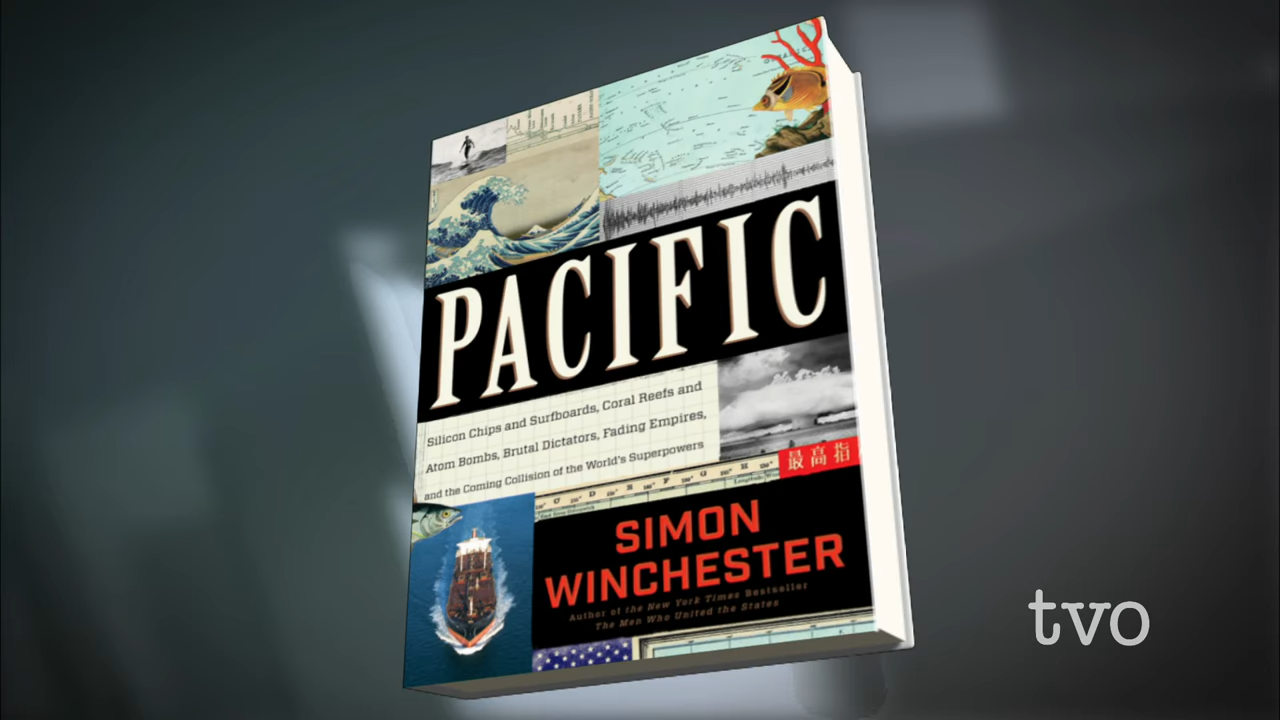 PACIFIC
Silicon Chips and Surfboards, Coral Reefs and
Atom Bombs, Brutal Dictators, Fading Empires,
and the Coming Collision of the World's Superpowers
最高指
SIMON
WINCHESTER
Author of the New York Times Bestseller
The Men Who United the States
tvo